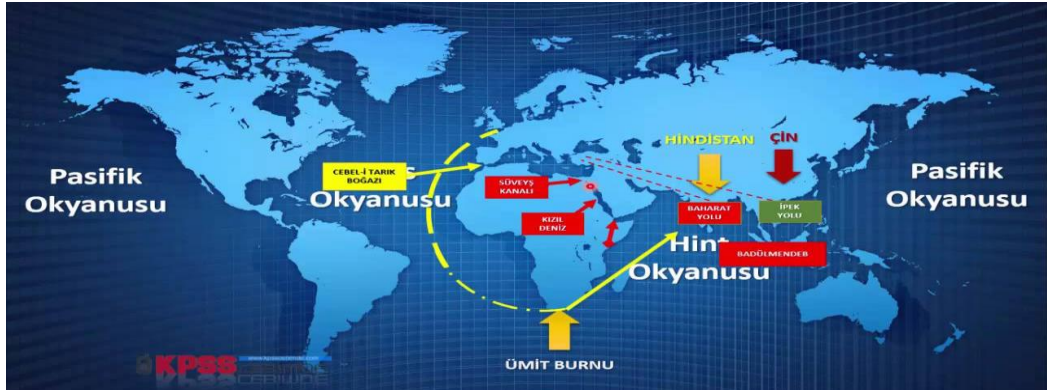 HİNDİSTAN
ÇİN
Pasifik
Okyanusu
CEBEL-İ TARIK
BOĞAZI
Okyanusu
SÜVEYŞ
KANALI
KIZIL
DENİZ
BAHARAT
YOLU
İPEK
YOLU
Pasifik
Okyanusu
Hint
Okyanusu
BADÜLMENDEB
ÜMİT BURNU
KPSS